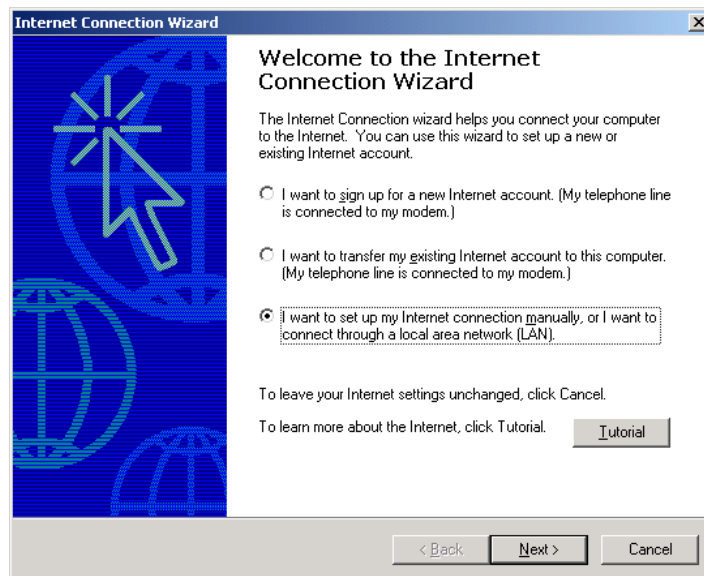 Internet Connection Wizard
Welcome to the Internet
Connection Wizard
The Internet Connection wizard helps you connect your computer
to the Internet. You can use this wizard to set up a new or
existing Internet account.
I want to sign up for a new Internet account. (My telephone line
is connected to my modem.)
I want to transfer my existing Internet account to this computer.
(My telephone line is connected to my modem.)
I want to set up my Internet connection manually, or I want to
connect through a local area network (LAN).
To leave your Internet settings unchanged, click Cancel.
To learn more about the Internet, click Tutorial.
Tutorial
< Back
Next >
Cancel